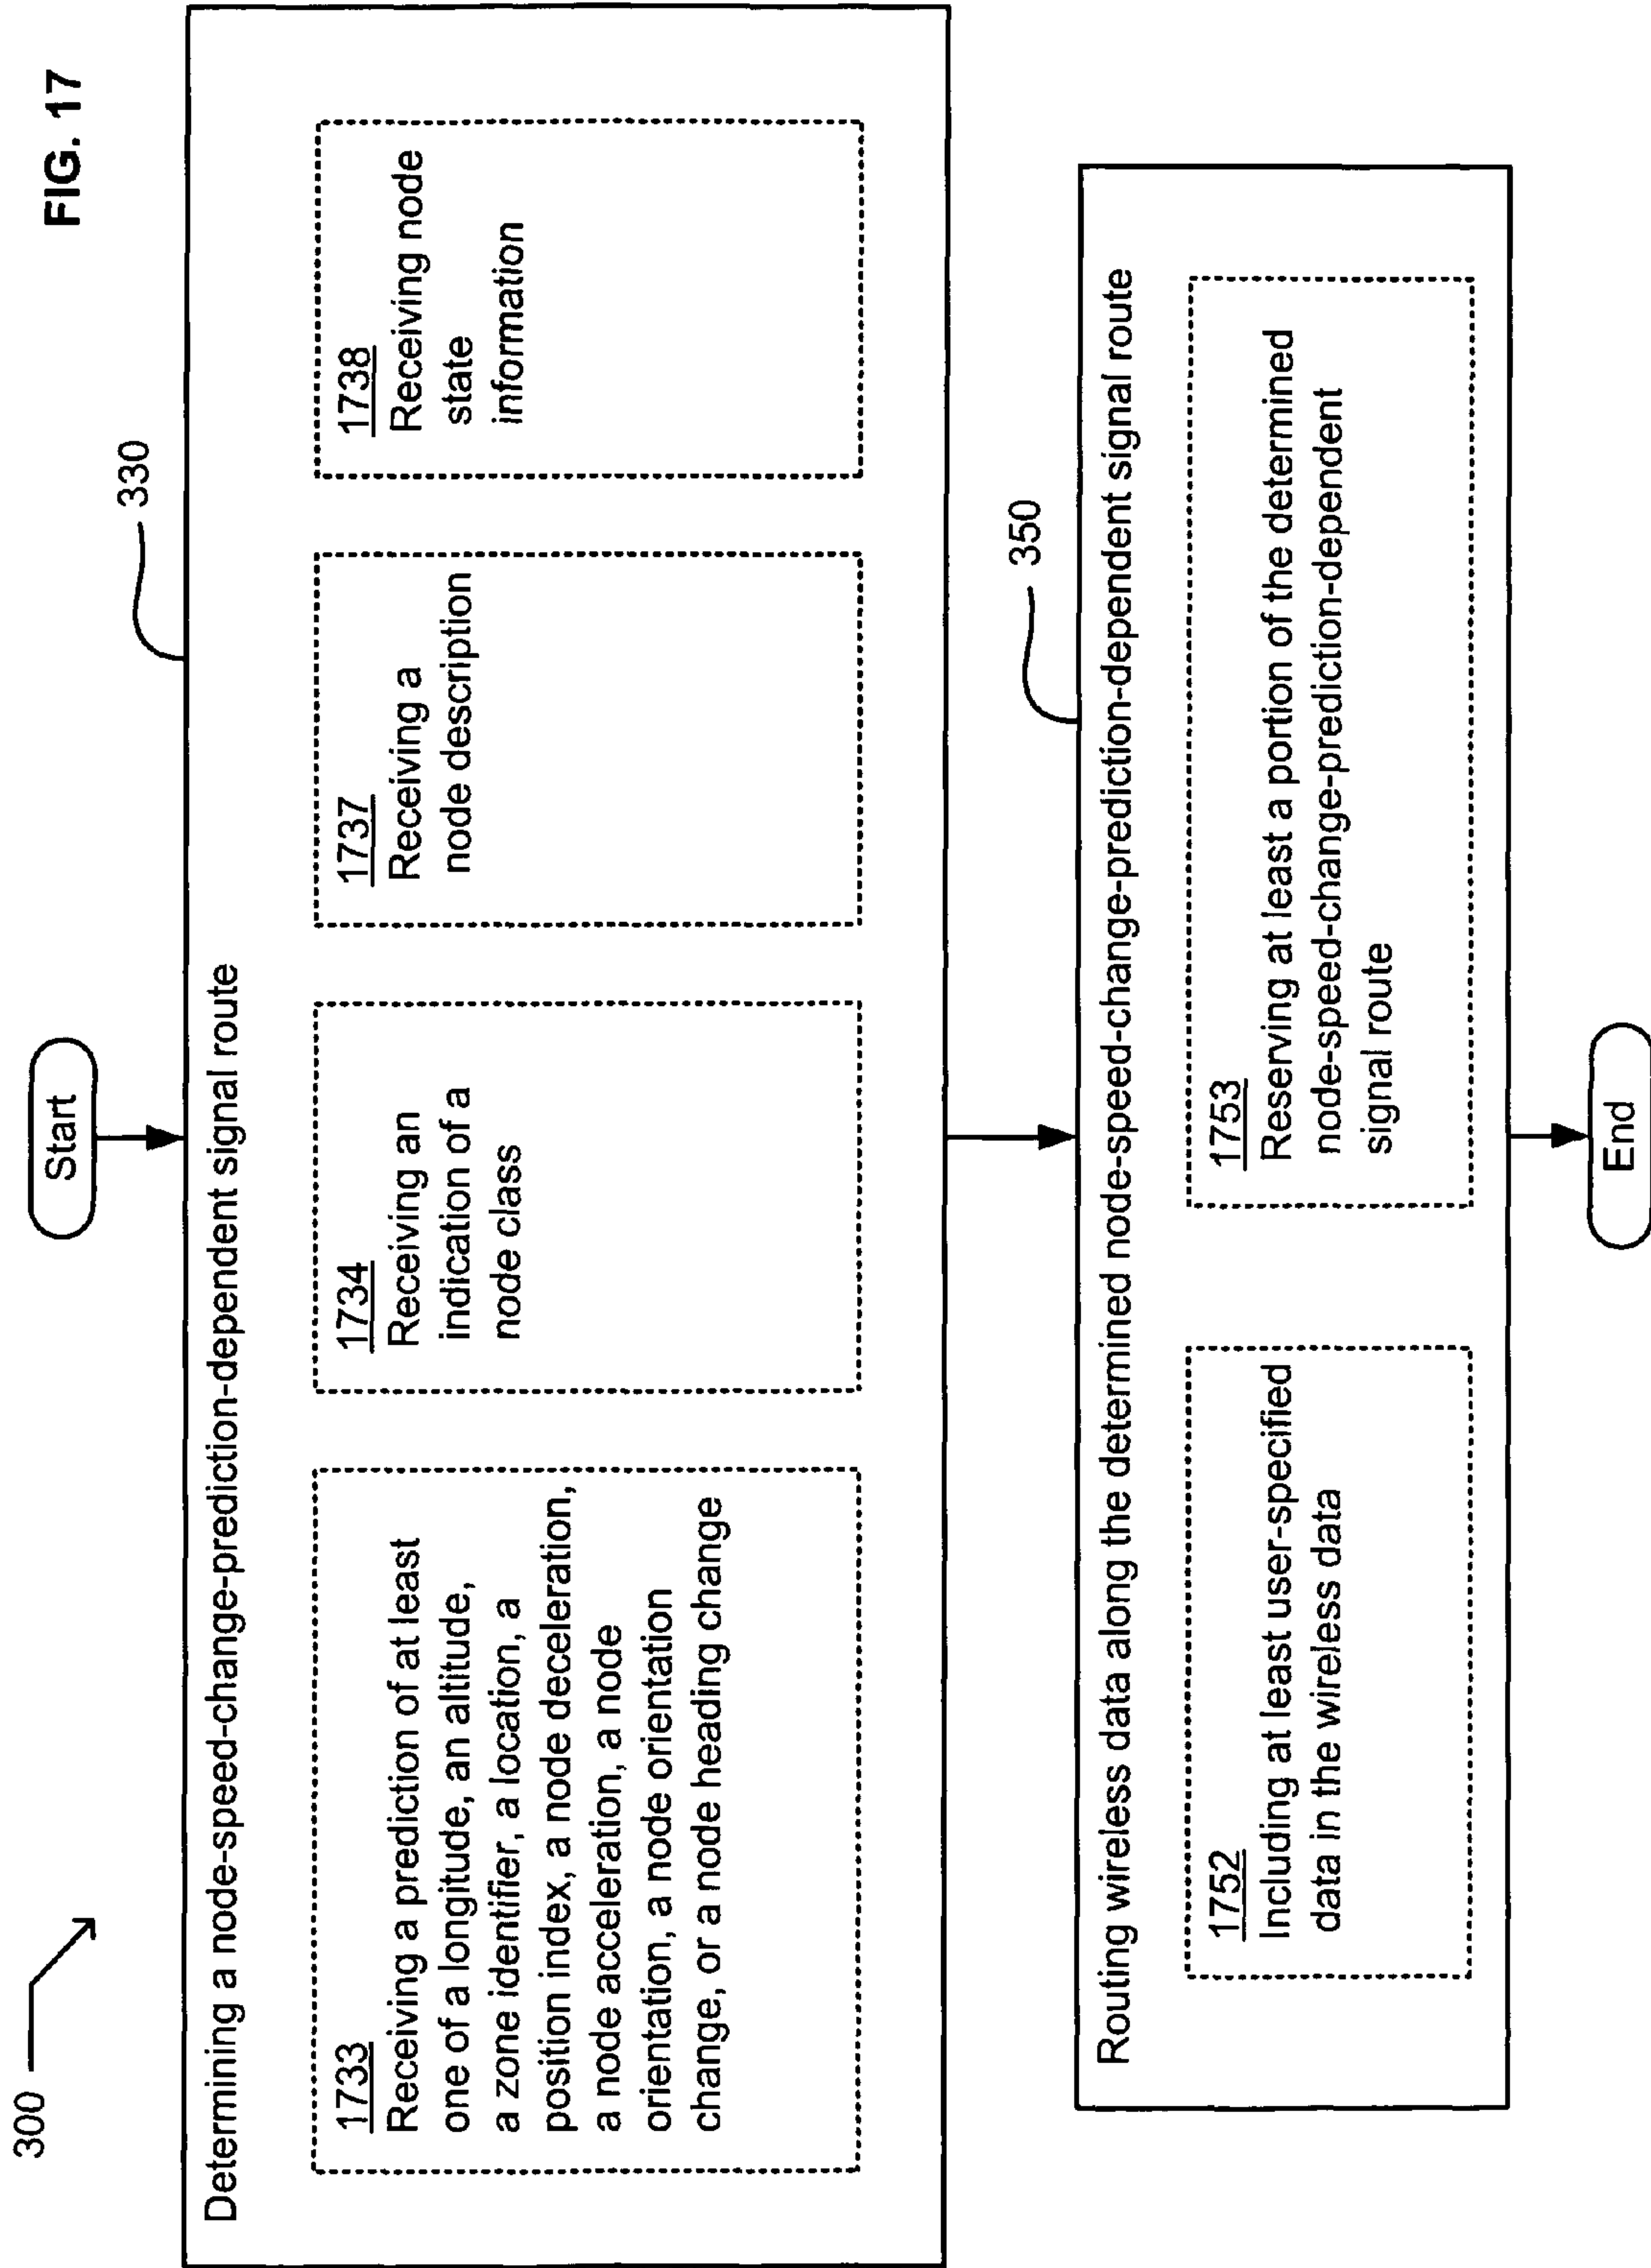 FIG. 17
300
Start
330
Determining a node-speed-change-prediction-dependent signal route
1733
Receiving a prediction of at least
one of a longitude, an altitude,
a zone identifier, a location, a
position index, a node deceleration,
a node acceleration, a node
orientation, a node orientation
change, or a node heading change
1734
Receiving an
indication of a
node class
1737
Receiving a
node description
1738
Receiving node
state
information
350
Routing wireless data along the determined node-speed-change-prediction-dependent signal route
1752
Including at least user-specified
data in the wireless data
1753
Reserving at least a portion of the determined
node-speed-change-prediction-dependent
signal route
End